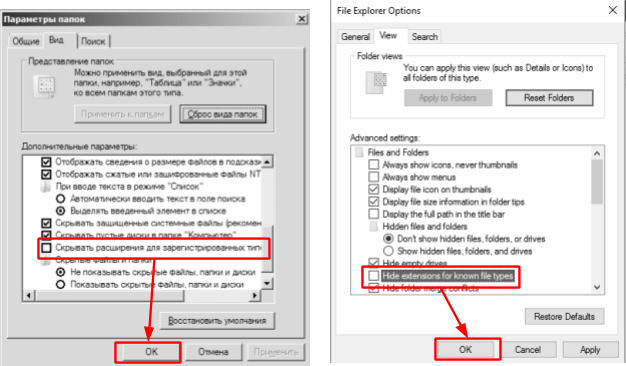 Параметры папок
Общие Вид Поиск
Представление папок
Можно применить вид, выбранный для этой
папки, например, "Таблица" или "Значки",
ко всем папкам этого типа.
Применить к папкам Сброс вида папок
Дополнительные параметры:
Отображать сведения о размере файлов в подсказ
Отображать сжатые или зашифрованные файлы NT
При вводе текста в режиме "Список"
Автоматически вводить текст в поле поиска
Выделять введенный элемент в списке
Скрывать защищенные системные файлы (рекомен
Скрывать пустые диски в папке "Компьютер"
Скрывать расширения для зарегистрированных тип
Скрытые файлы и папки
Не показывать скрытые файлы, папки и диски
Показывать скрытые файлы, папки и диски
Восстановить умолчания
OK Отмена Применить
File Explorer Options
General View Search
Folder views
You can apply this view (such as Details or Icons) to
all folders of this type.
Apply to Folders Reset Folders
Advanced settings:
Files and Folders
Always show icons, never thumbnails
Always show menus
Display file icon on thumbnails
Display file size information in folder tips
Display the full path in the title bar
Hidden files and folders
Don't show hidden files, folders, or drives
Show hidden files, folders, and drives
Hide empty drives
Hide extensions for known file types
Hide folder merge conflicts
Restore Defaults
OK Cancel Apply